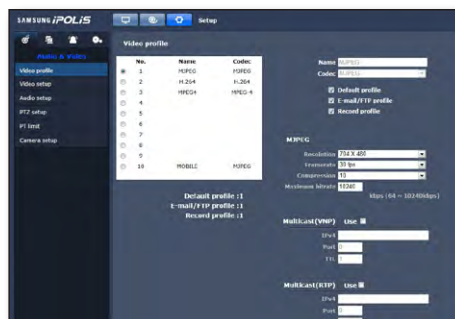 SAMSUNG iPOLiS
Setup
Audio & Video
Video profile
Video setup
Audio setup
PTZ setup
PT limit
Camera setup
Video profile
No. Name Codec
1 MJPEG MJPEG
2 H.264 H.264
3 MPEG4 MPEG-4
4
5
6
7
8
9
10 MOBILE MJPEG
Default profile :1
E-mail/FTP profile :1
Record profile :1
Name MJPEG
Codec MJPEG
Default profile
E-mail/FTP profile
Record profile
MJPEG
Resolution 704 X 480
Framerate 30 fps
Compression 10
Maximum bitrate 10240
kbps (64 ~ 10240kbps)
Multicast(VNP) Use
IPv4
Port 0
TTL
Multicast(RTP) Use
IPv4
Port 0